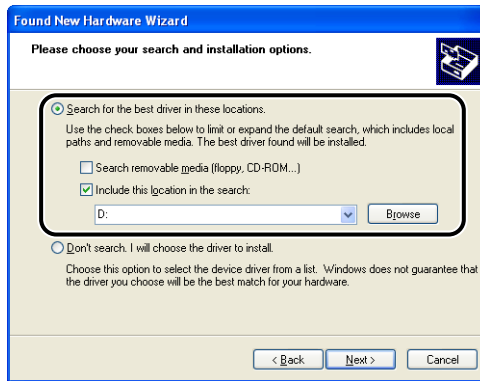 Found New Hardware Wizard
Please choose your search and installation options.
Search for the best driver in these locations.
Use the check boxes below to limit or expand the default search, which includes local
paths and removable media. The best driver found will be installed.
Search removable media (floppy, CD-ROM...)
Include this location in the search:
D:
Browse
Don't search. I will choose the driver to install.
Choose this option to select the device driver from a list. Windows does not guarantee that
the driver you choose will be the best match for your hardware.
< Back
Next >
Cancel